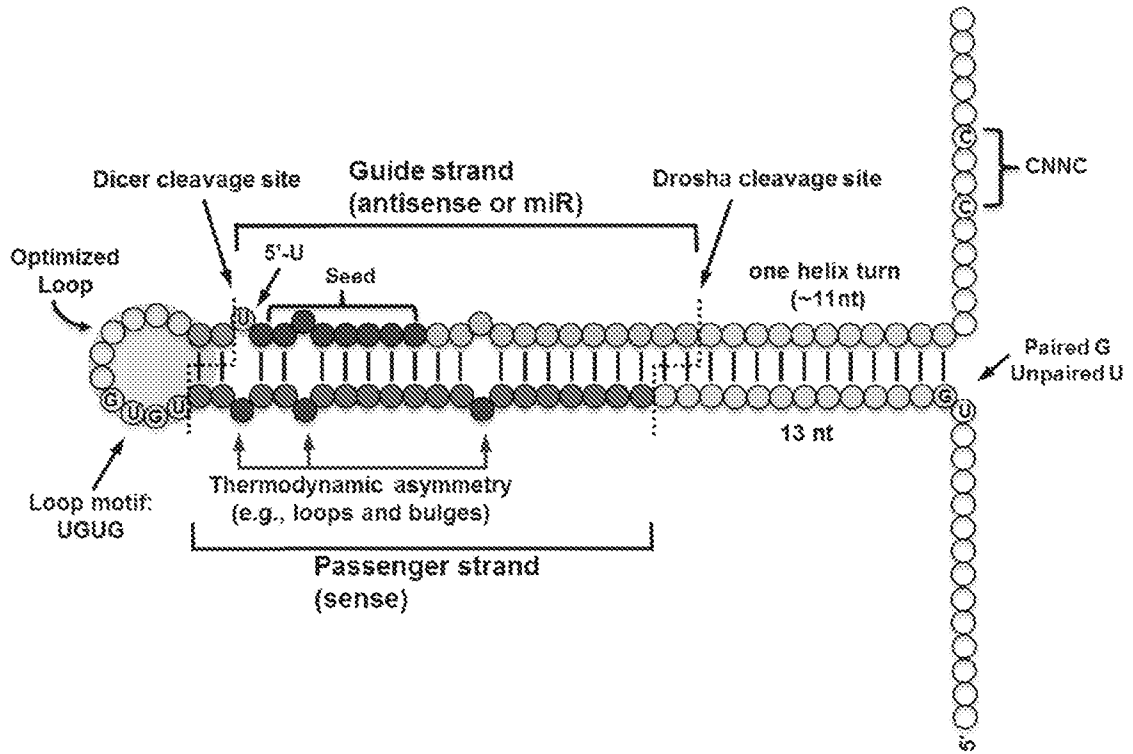 C
C
CNNC
Guide strand
(antisense or miR)
Dicer cleavage site
Drosha cleavage site
5'-U
Seed
Optimized
Loop
one helix turn
(~11nt)
U
Paired G
Unpaired U
G
U
G
U
G
U
13 nt
Loop motif:
UGUG
Thermodynamic asymmetry
(e.g., loops and bulges)
Passenger strand
(sense)
5'